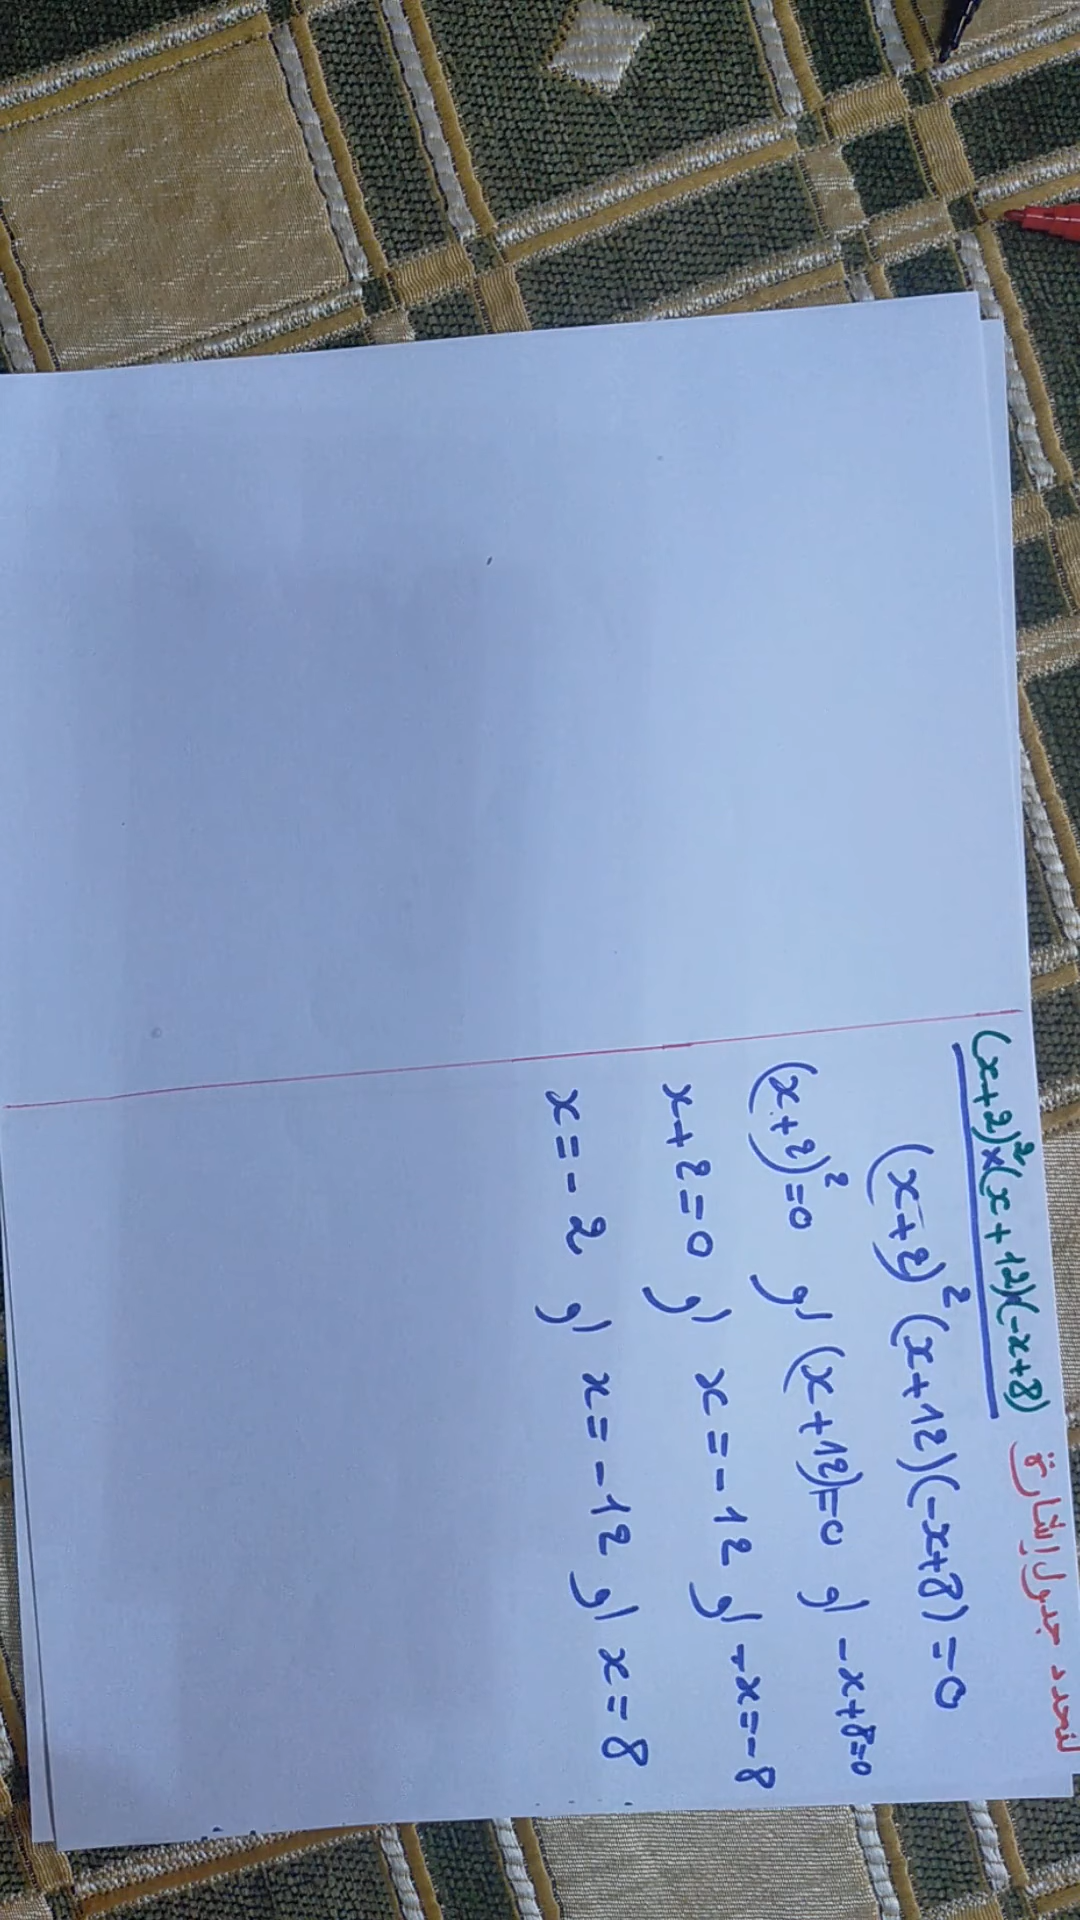 لنحدد جدول إشارة (x+2)²×(x+12)(-x+8)
(x+2)²(x+12)(-x+8)=0
(x+2)²=0 أو (x+12)=0 أو -x+8=0
x+2=0 أو x=-12 أو -x=-8
x=-2 أو x=-12 أو x=8